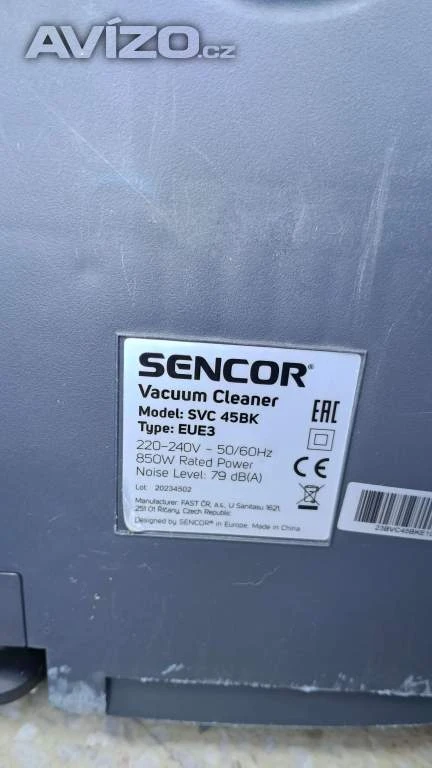 AVÍZO.cz
SENCOR®
Vacuum Cleaner
Model: SVC 45BK
Type: EUE3
220-240V ~ 50/60Hz
850W Rated Power
Noise Level: 79 dB(A)
Lot: 20234502
Manufacturer: FAST ČR, a.s., U Sanitasu 1621,
251 01 Říčany, Czech Republic
Designed by SENCOR® in Europe. Made in China
EAC
CE